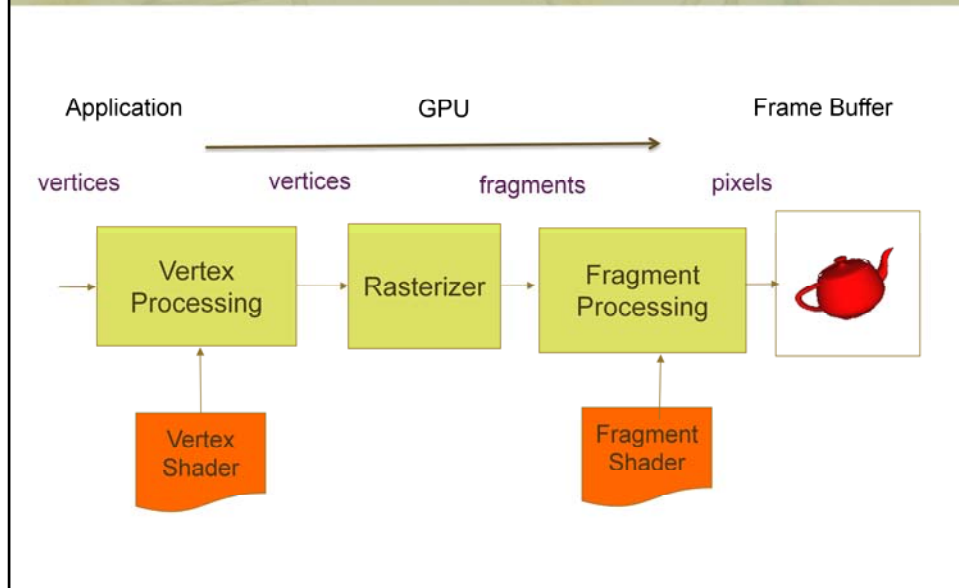 Application
GPU
Frame Buffer
vertices
vertices
fragments
pixels
Vertex
Processing
Rasterizer
Fragment
Processing
Vertex
Shader
Fragment
Shader